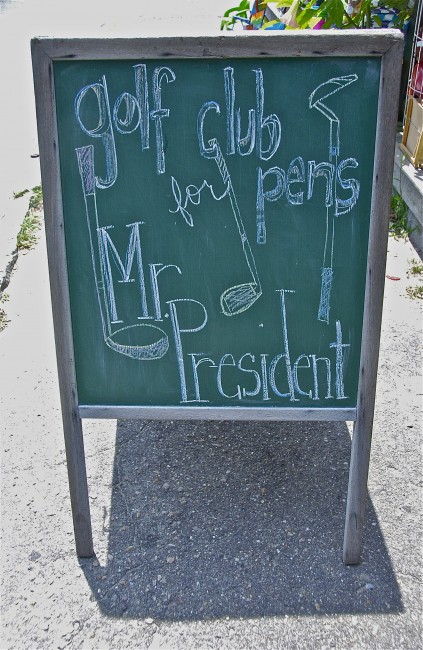 golf club
for pens
Mr.
President